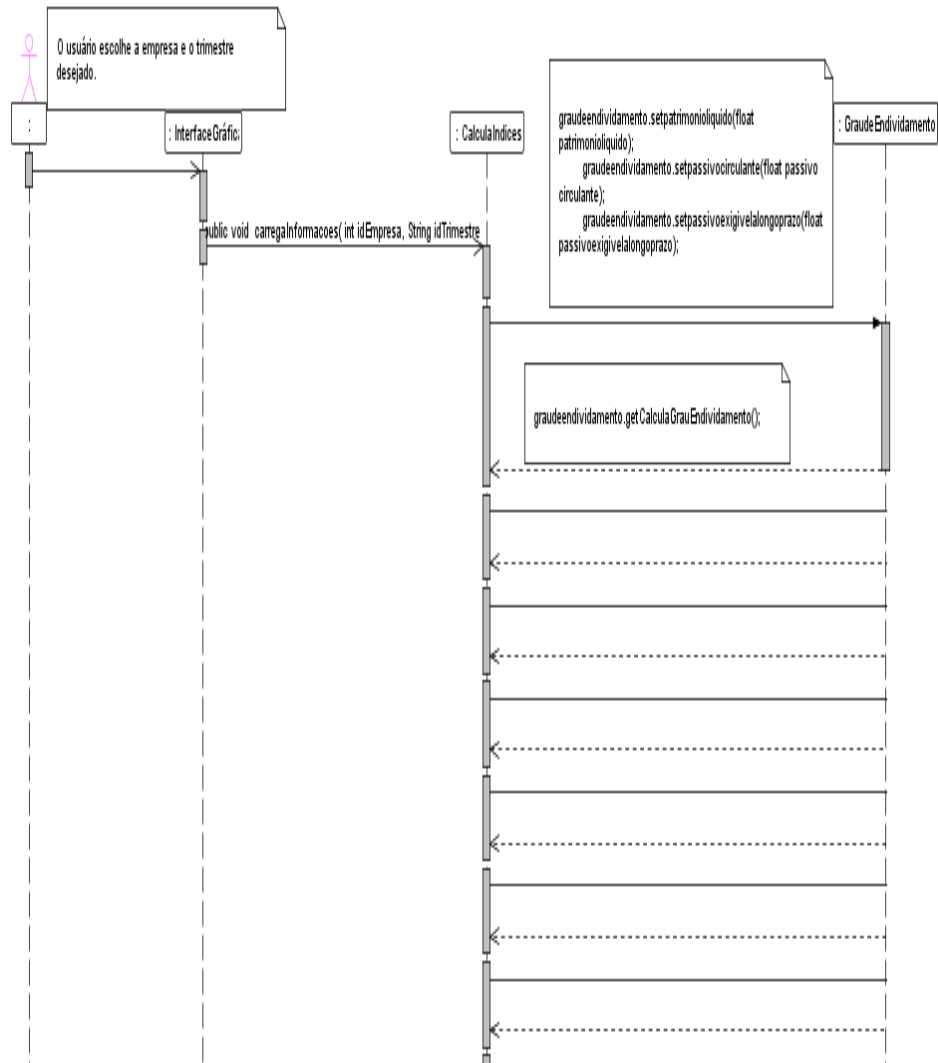 O usuário escolhe a empresa e o trimestre
desejado.
:
: InterfaceGráfic
: CalculaIndices
graudeendividamento.setpatrimonioliquido(float
patrimonioliquido);
graudeendividamento.setpassivocirculante(float passivo
circulante);
graudeendividamento.setpassivoexigivelalongoprazo(float
passivoexigivelalongoprazo);
: GraudeEndividamento
public void carregaInformacoes( int idEmpresa, String idTrimestre
graudeendividamento.getCalculaGrauEndividamento();